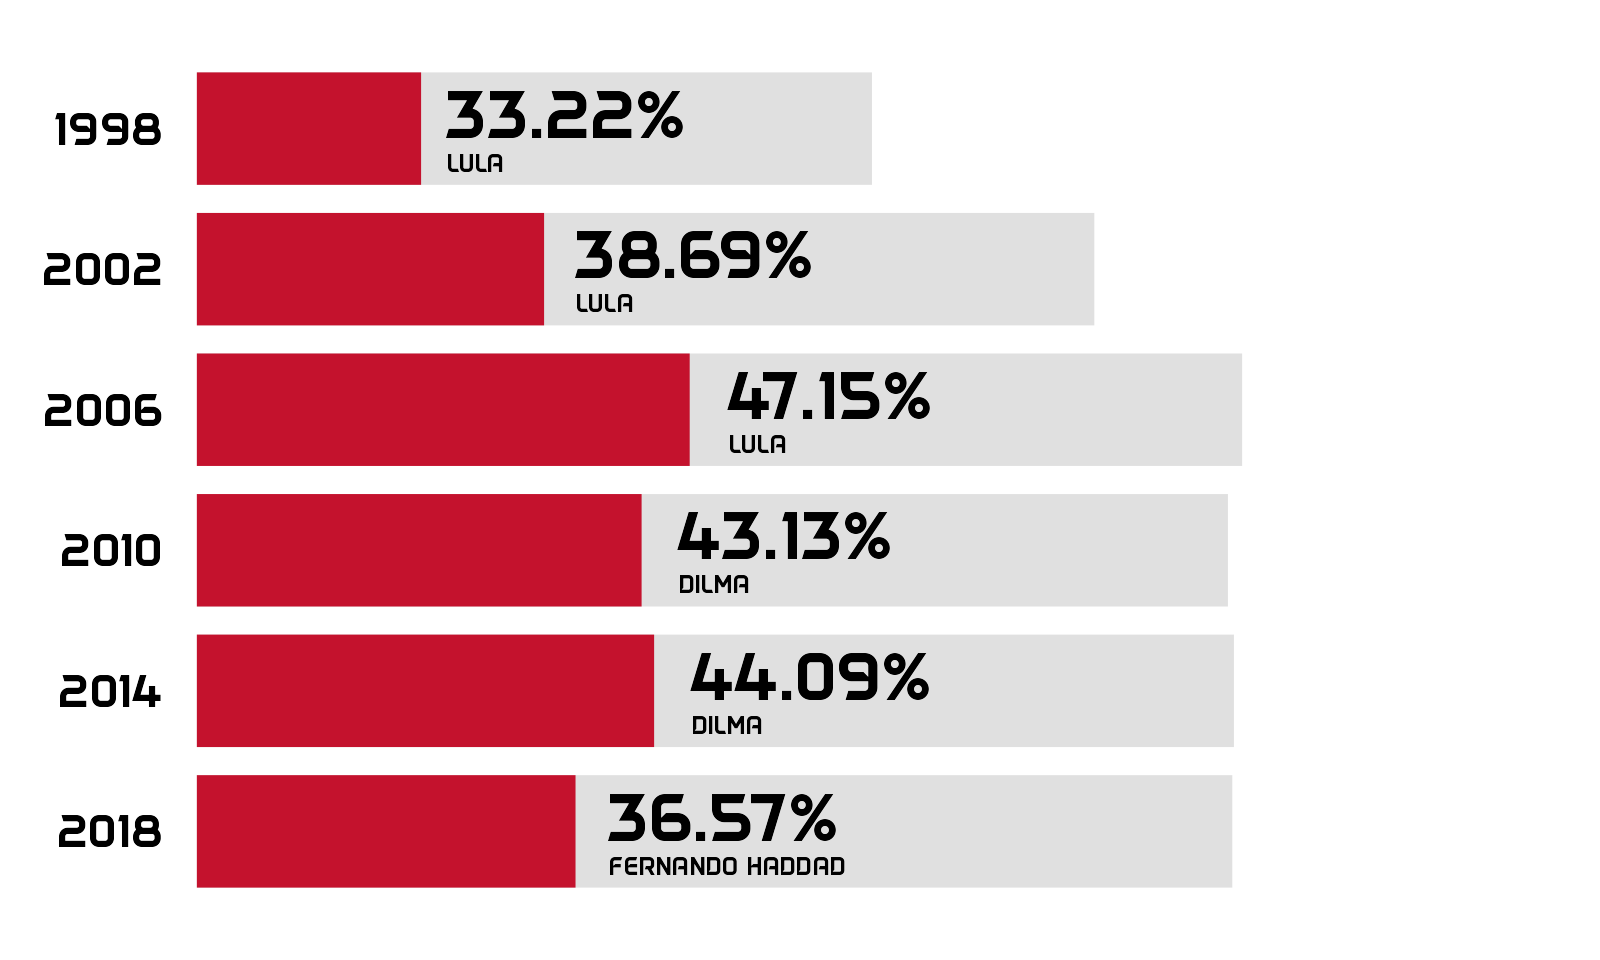 1998
33.22%
LULA
2002
38.69%
LULA
2006
47.15%
LULA
2010
43.13%
DILMA
2014
44.09%
DILMA
2018
36.57%
FERNANDO HADDAD